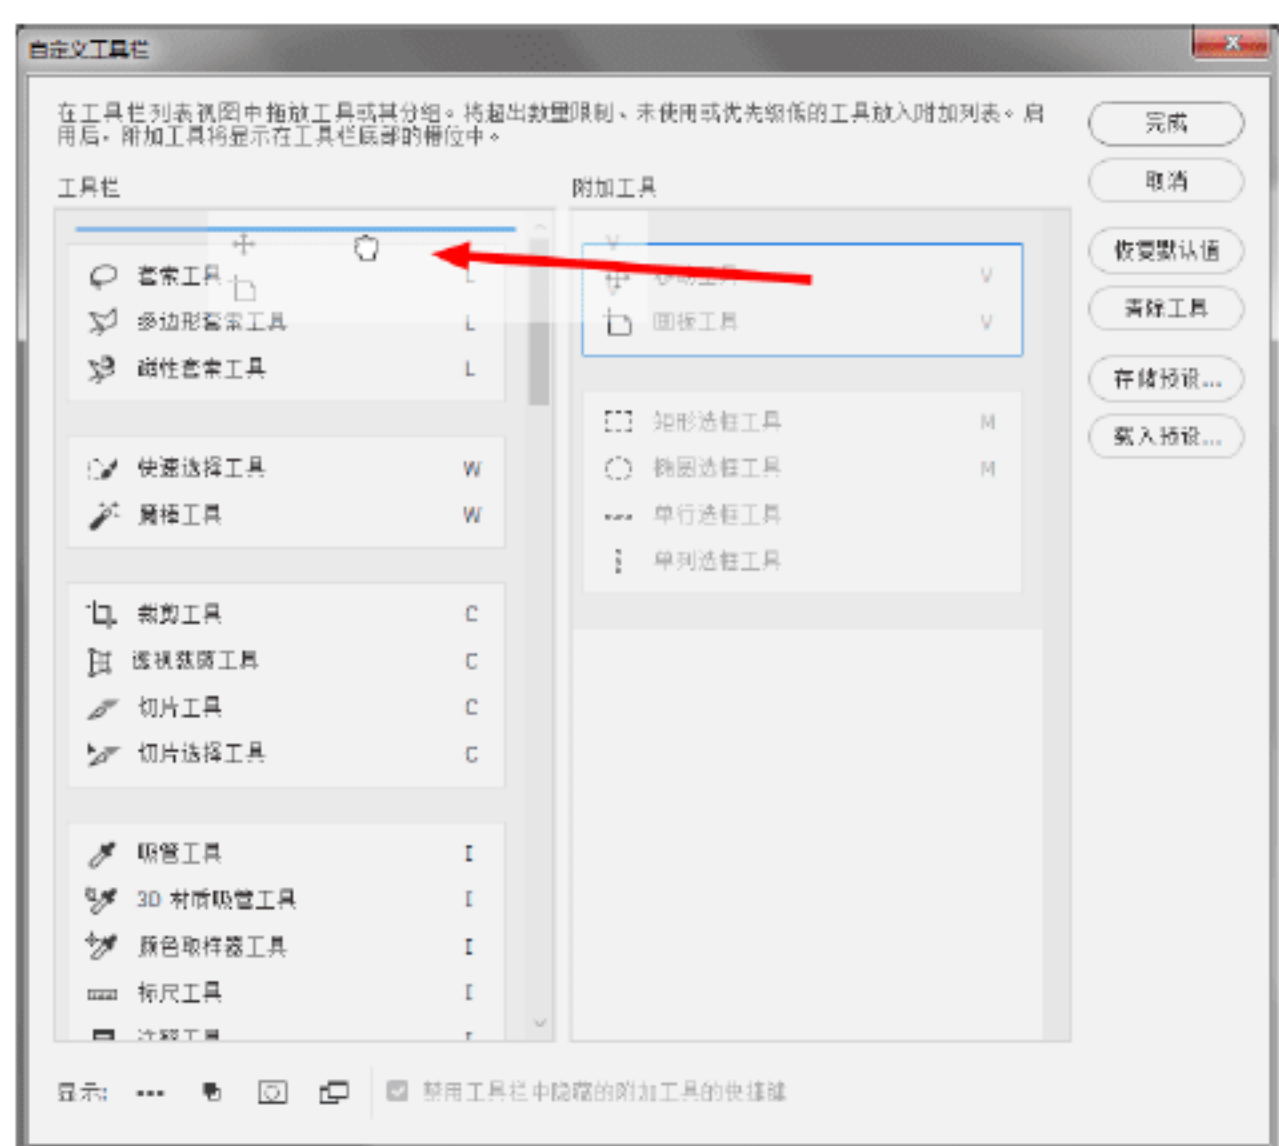 自定义工具栏
在工具栏列表视图中拖放工具或其分组。将超出数量限制、未使用或优先级低的工具放入附加列表。启
用后，附加工具将显示在工具栏底部的槽位中。
完成
取消
恢复默认值
清除工具
存储预设...
载入预设...
工具栏
套索工具 L
多边形套索工具 L
磁性套索工具 L
快速选择工具 W
魔棒工具 W
裁剪工具 C
透视裁剪工具 C
切片工具 C
切片选择工具 C
吸管工具 I
3D 材质吸管工具 I
颜色取样器工具 I
标尺工具 I
注释工具 I
附加工具
V
移动工具 V
画板工具 V
矩形选框工具 M
椭圆选框工具 M
单行选框工具
单列选框工具
显示:
禁用工具栏中隐藏的附加工具的快捷键